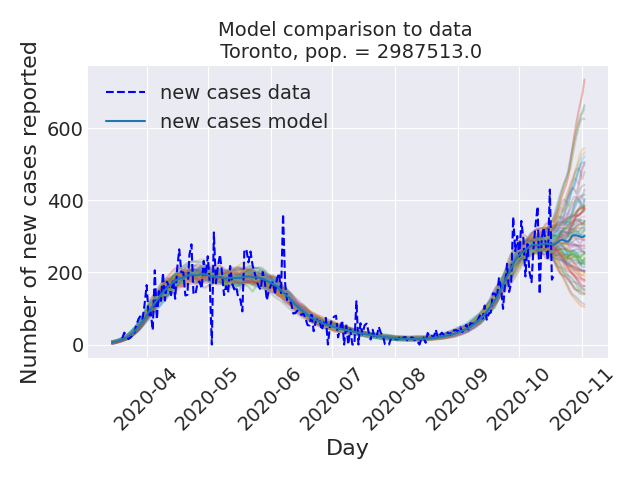 Model comparison to data
Toronto, pop. = 2987513.0
new cases data
new cases model
Number of new cases reported
600
400
200
0
2020-04
2020-05
2020-06
2020-07
2020-08
2020-09
2020-10
2020-11
Day